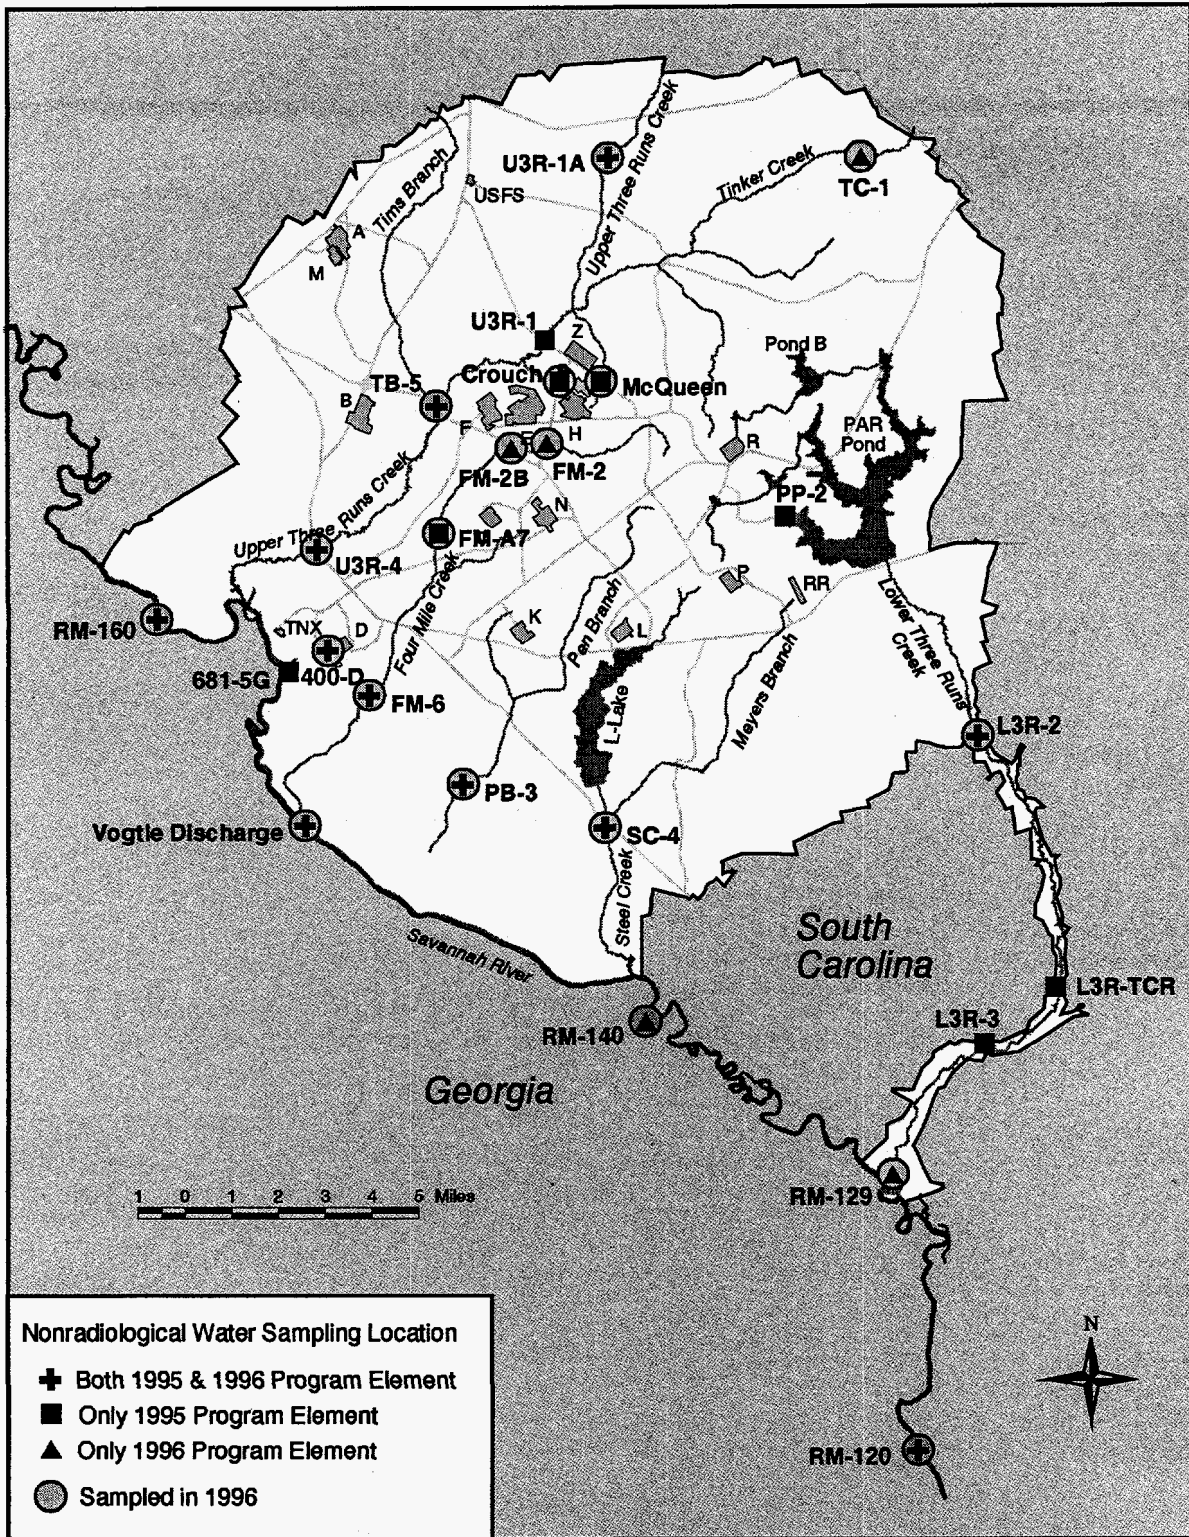 U3R-1A
Upper Three Runs Creek
Tinker Creek
TC-1
Tims Branch
USFS
A
M
U3R-1
Z
Pond B
Crouch
McQueen
TB-5
B
F
E
H
PAR
Pond
R
FM-2B
FM-2
PP-2
Upper Three Runs Creek
N
FM-A7
U3R-4
Four Mile Creek
P
RR
Lower Three Runs
Creek
RM-160
TNX
D
K
Pen Branch
L
681-5G
400-D
FM-6
L-Lake
Meyers Branch
L3R-2
PB-3
Vogtle Discharge
SC-4
Steel Creek
Savannah River
South
Carolina
L3R-TCR
L3R-3
RM-140
Georgia
RM-129
1 0 1 2 3 4 5 Miles
Nonradiological Water Sampling Location
Both 1995 & 1996 Program Element
Only 1995 Program Element
Only 1996 Program Element
Sampled in 1996
N
RM-120